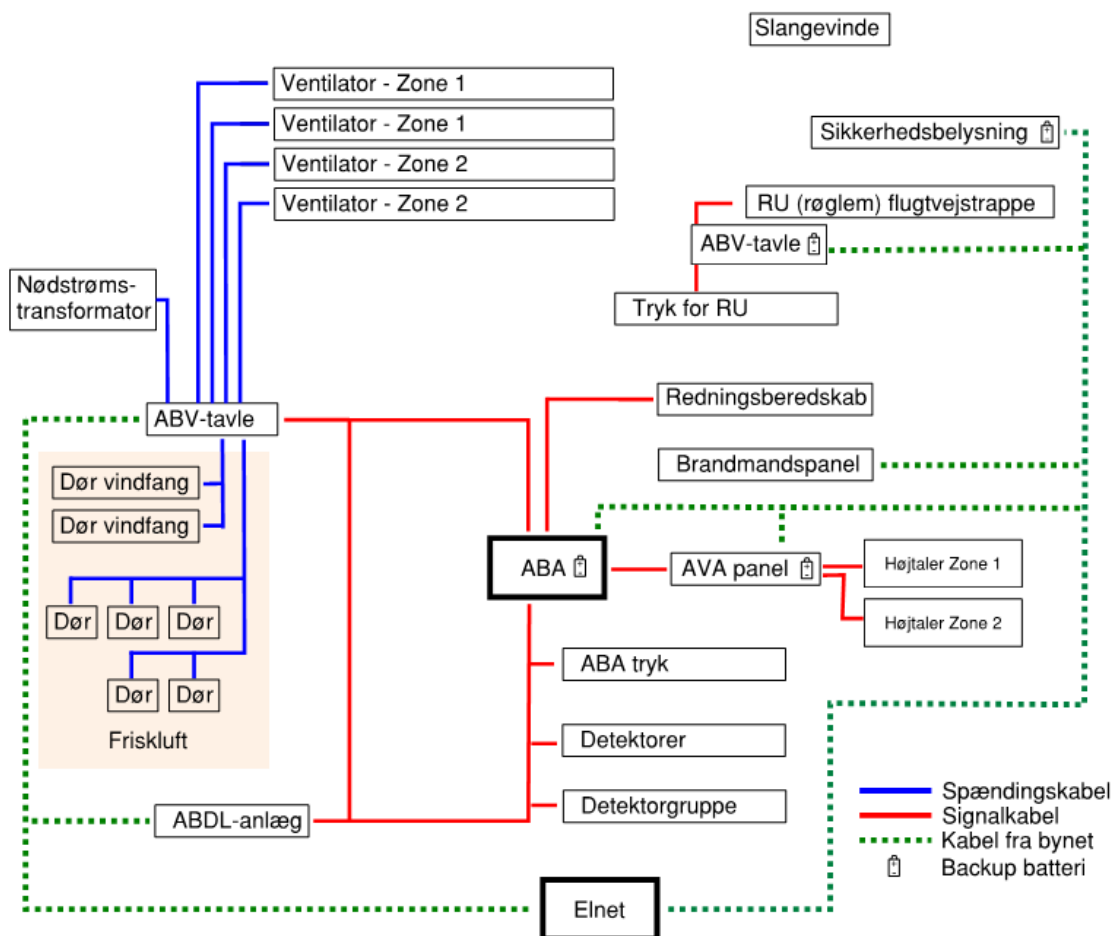 Slangevinde
Ventilator - Zone 1
Ventilator - Zone 1
Sikkerhedsbelysning
Ventilator - Zone 2
Ventilator - Zone 2
RU (røglem) flugtvejstrappe
ABV-tavle
Nødstrøms-
transformator
Tryk for RU
Redningsberedskab
ABV-tavle
Brandmandspanel
Dør vindfang
Dør vindfang
ABA
AVA panel
Højtaler Zone 1
Højtaler Zone 2
Dør
Dør
Dør
ABA tryk
Dør
Dør
Friskluft
Detektorer
Detektorgruppe
ABDL-anlæg
Spændingskabel
Signalkabel
Kabel fra bynet
Backup batteri
Elnet